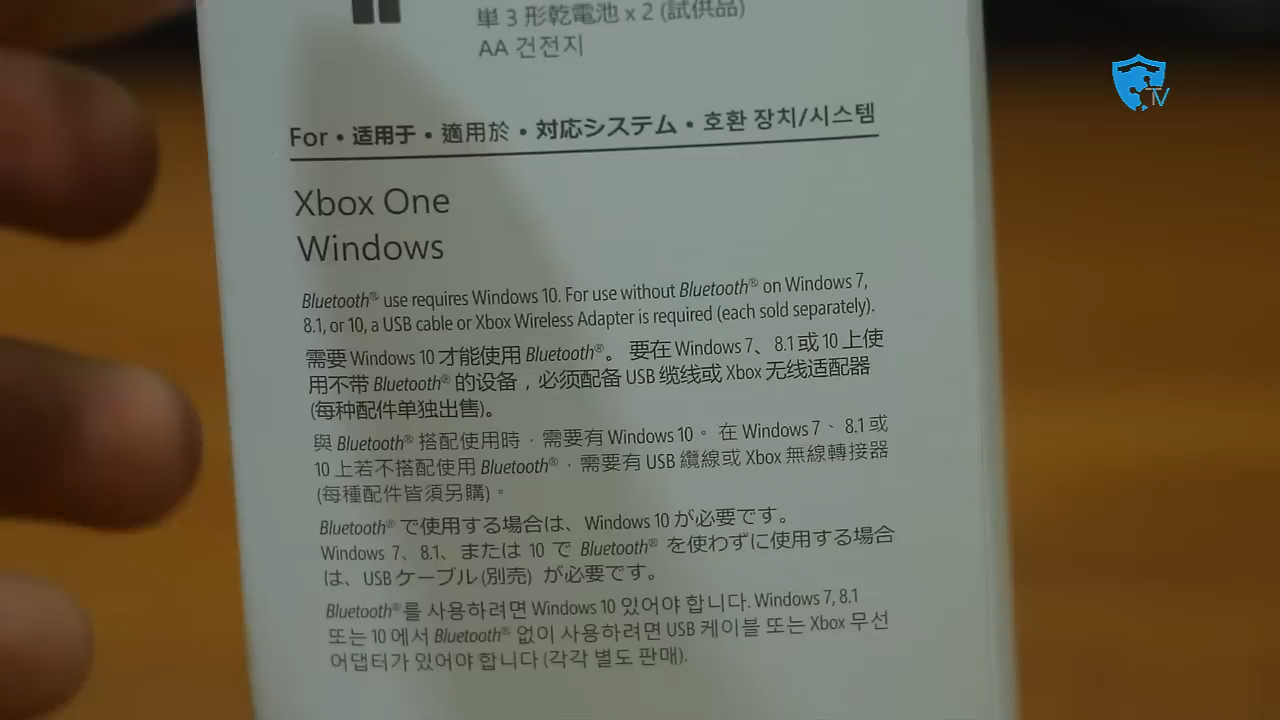 単 3 形乾電池 x 2 (試供品)
AA 건전지
TV
For • 适用于 • 適用於 • 対応システム • 호환 장치/시스템
Xbox One
Windows
Bluetooth® use requires Windows 10. For use without Bluetooth® on Windows 7,
8.1, or 10, a USB cable or Xbox Wireless Adapter is required (each sold separately).
需要 Windows 10 才能使用 Bluetooth®。 要在 Windows 7、8.1 或 10 上使
用不带 Bluetooth® 的设备，必须配备 USB 缆线或 Xbox 无线适配器
(每种配件单独出售)。
與 Bluetooth® 搭配使用時，需要有 Windows 10。 在 Windows 7、8.1 或
10 上若不搭配使用 Bluetooth®，需要有 USB 纜線或 Xbox 無線轉接器
(每種配件皆須另購)。
Bluetooth® で使用する場合は、Windows 10 が必要です。
Windows 7、8.1、または 10 で Bluetooth® を使わずに使用する場合
は、USB ケーブル (別売) が必要です。
Bluetooth®를 사용하려면 Windows 10 있어야 합니다. Windows 7, 8.1
또는 10 에서 Bluetooth® 없이 사용하려면 USB 케이블 또는 Xbox 무선
어댑터가 있어야 합니다 (각각 별도 판매).